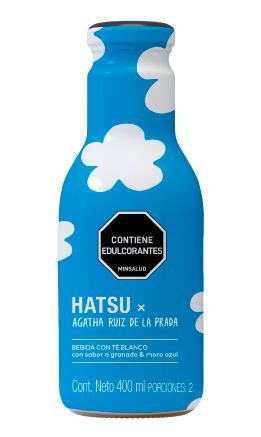 CONTIENE
EDULCORANTES
MINSALUD
HATSU ×
AGATHA RUIZ DE LA PRADA
BEBIDA CON TÉ BLANCO
con sabor a granada & mora azul
Cont. Neto 400 ml PORCIONES: 2